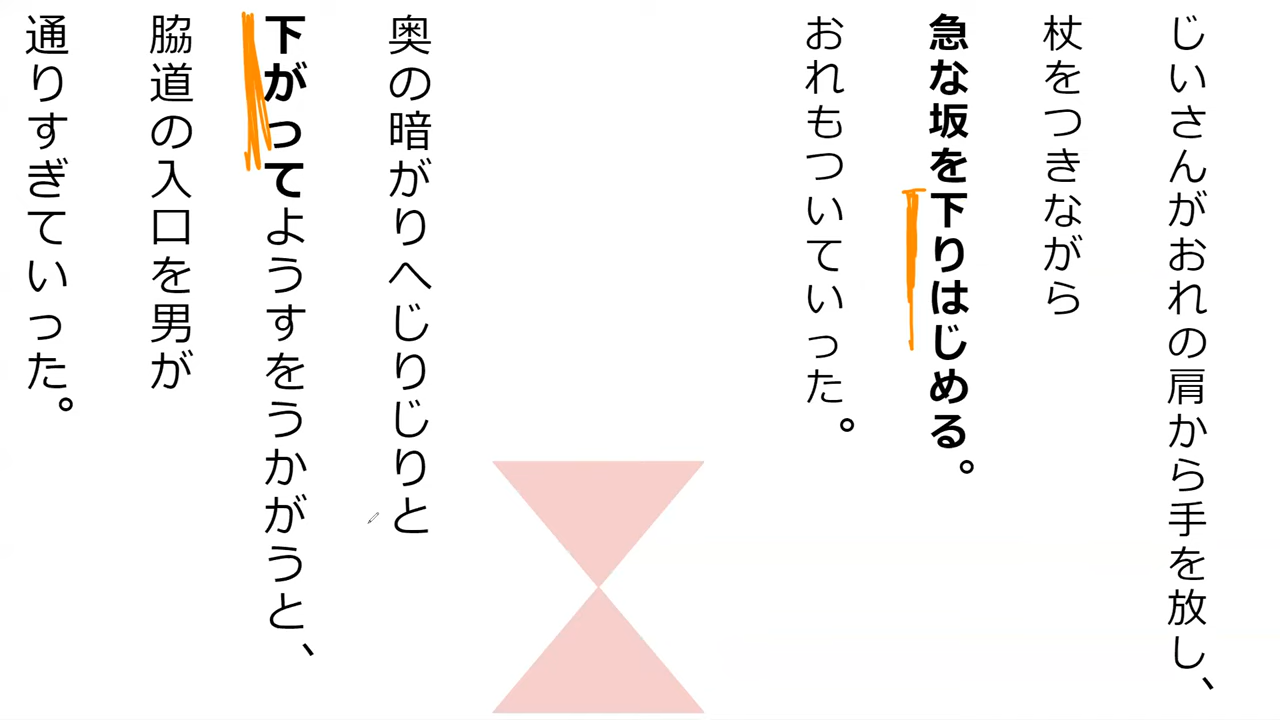 じいさんがおれの肩から手を放し、
杖をつきながら
急な坂を下りはじめる。
おれもついていった。
奥の暗がりへじりじりと
下がってようすをうかがうと、
脇道の入口を男が
通りすぎていった。